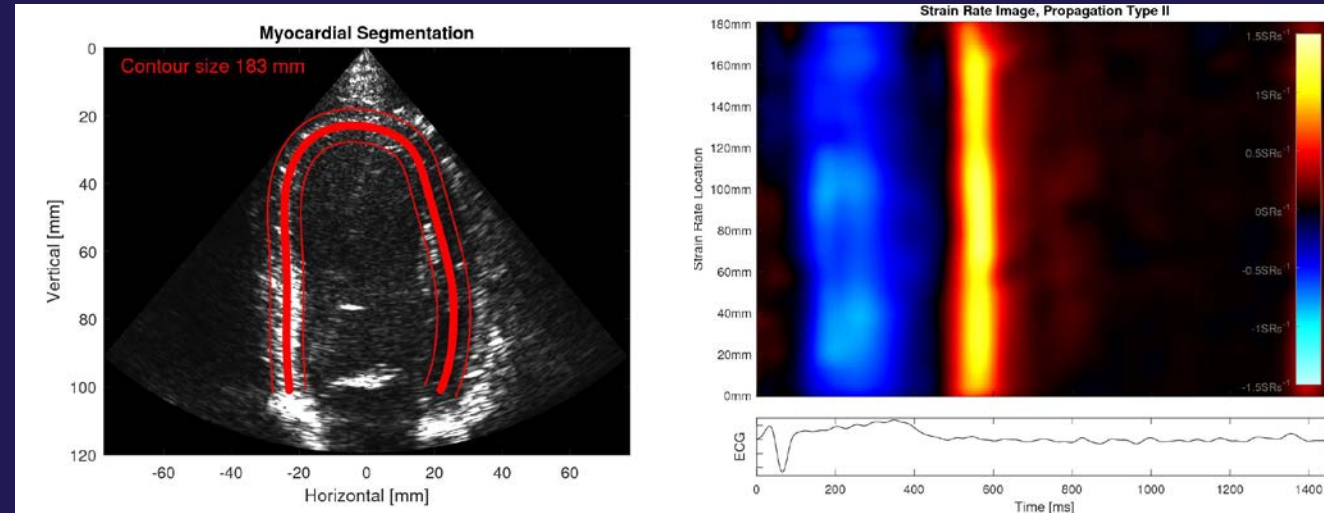 Myocardial Segmentation
Contour size 183 mm
0
20
40
60
80
100
120
Vertical [mm]
-60
-40
-20
0
20
40
60
Horizontal [mm]
Strain Rate Image, Propagation Type II
180mm
160mm
140mm
120mm
100mm
80mm
60mm
40mm
20mm
0mm
Strain Rate Location
1.5SRs-1
1SRs-1
0.5SRs-1
0SRs-1
-0.5SRs-1
-1SRs-1
-1.5SRs-1
ECG
0
200
400
600
800
1000
1200
1400
Time [ms]